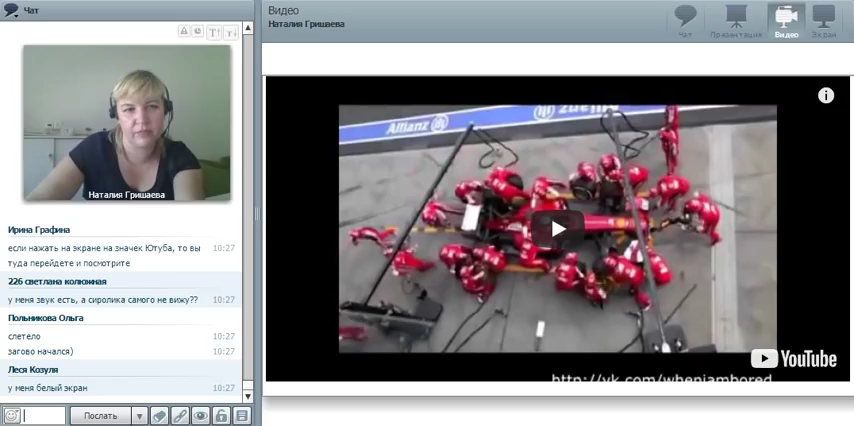 Чат
Наталия Гришаева
Ирина Графина
если нажать на экране на значек Ютуба, то вы 10:27
туда перейдете и посмотрите
226 светлана колюжная
у меня звук есть, а сиролика самого не вижу?? 10:27
Польникова Ольга
слетело 10:27
загово начался) 10:27
Леся Козуля
у меня белый экран 10:27
Послать
Видео
Наталия Гришаева
Чат
Презентация
Видео
Экран
Allianz
YouTube
http://vk.com/whenjambored